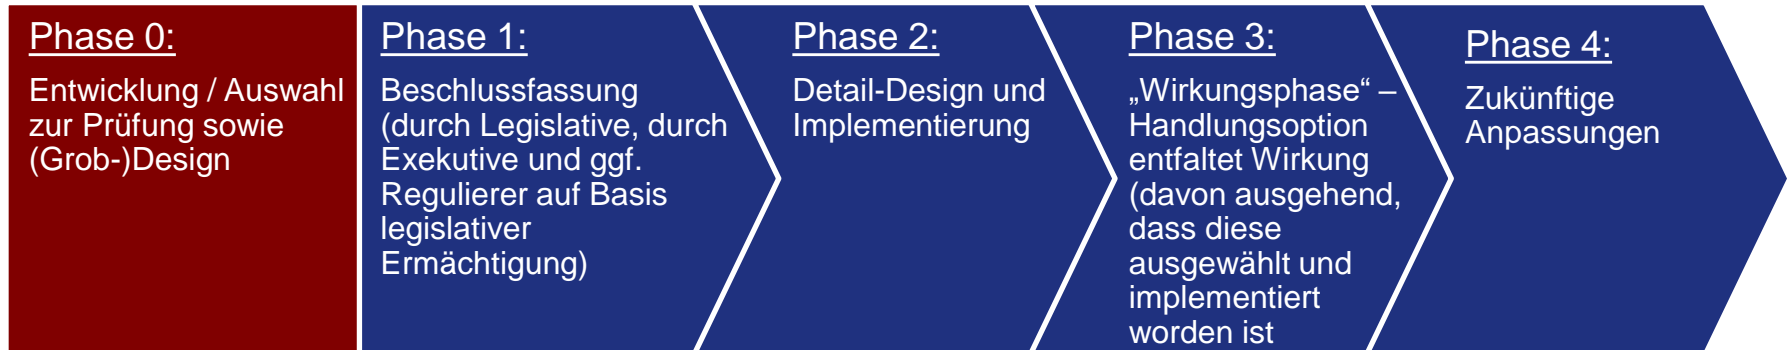 Phase 0:
Entwicklung / Auswahl
zur Prüfung sowie
(Grob-)Design
Phase 1:
Beschlussfassung
(durch Legislative, durch
Exekutive und ggf.
Regulierer auf Basis
legislativer
Ermächtigung)
Phase 2:
Detail-Design und
Implementierung
Phase 3:
„Wirkungsphase“ –
Handlungsoption
entfaltet Wirkung
(davon ausgehend,
dass diese
ausgewählt und
implementiert
worden ist
Phase 4:
Zukünftige
Anpassungen